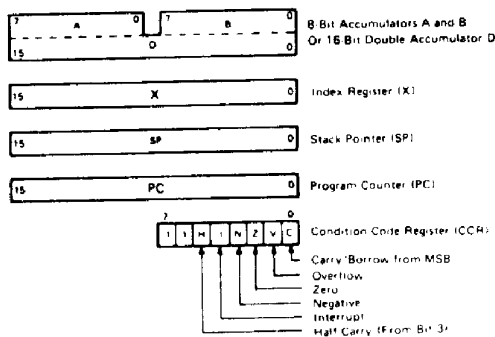 7 A 0 7 B 0
8-Bit Accumulators A and B
15 D 0
Or 16-Bit Double Accumulator D
15 X 0 Index Register (X)
15 SP 0 Stack Pointer (SP)
15 PC 0 Program Counter (PC)
7 0
1 1 H I N Z V C Condition Code Register (CCR)
Carry/Borrow from MSB
Overflow
Zero
Negative
Interrupt
Half Carry (From Bit 3)